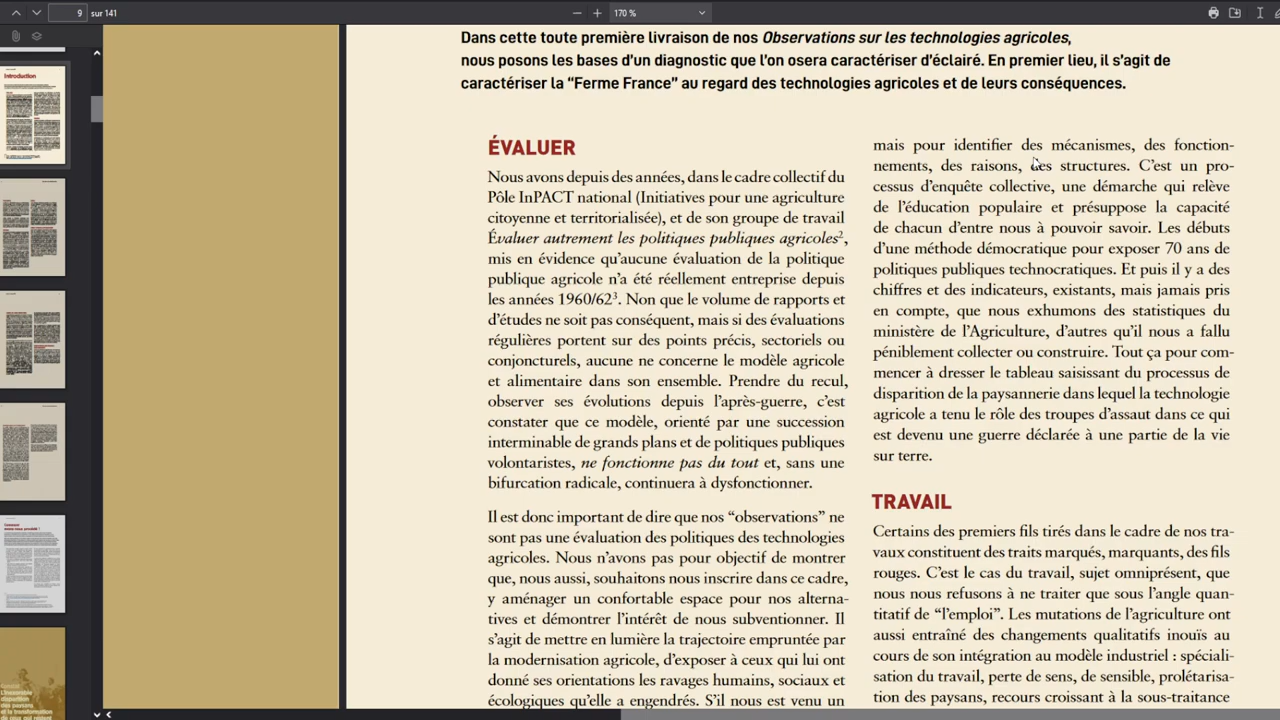 9 sur 141
170 %
Introduction
Dans cette toute première livraison de nos Observations sur les technologies agricoles,
nous posons les bases d'un diagnostic que l'on osera caractériser d'éclairé. En premier lieu, il s'agit de
caractériser la “Ferme France” au regard des technologies agricoles et de leurs conséquences.
ÉVALUER
Nous avons depuis des années, dans le cadre collectif du
Pôle InPACT national (Initiatives pour une agriculture
citoyenne et territorialisée), et de son groupe de travail
Évaluer autrement les politiques publiques agricoles², 
mis en évidence qu'aucune évaluation de la politique
publique agricole n'a été réellement entreprise depuis
les années 1960/62³. Non que le volume de rapports et
d'études ne soit pas conséquent, mais si des évaluations
régulières portent sur des points précis, sectoriels ou
conjoncturels, aucune ne concerne le modèle agricole
et alimentaire dans son ensemble. Prendre du recul,
observer ses évolutions depuis l'après-guerre, c'est
constater que ce modèle, orienté par une succession
interminable de grands plans et de politiques publiques
volontaristes, ne fonctionne pas du tout et, sans une
bifurcation radicale, continuera à dysfonctionner.
Il est donc important de dire que nos “observations” ne
sont pas une évaluation des politiques des technologies
agricoles. Nous n'avons pas pour objectif de montrer
que, nous aussi, souhaitons nous inscrire dans ce cadre,
y aménager un confortable espace pour nos alterna-
tives et démontrer l'intérêt de nous subventionner. Il
s'agit de mettre en lumière la trajectoire empruntée par
la modernisation agricole, d'exposer à ceux qui lui ont
donné ses orientations les ravages humains, sociaux et
écologiques qu'elle a engendrés. S'il nous est venu un
mais pour identifier des mécanismes, des fonction-
nements, des raisons, des structures. C'est un pro-
cessus d'enquête collective, une démarche qui relève
de l'éducation populaire et présuppose la capacité
de chacun d'entre nous à pouvoir savoir. Les débuts
d'une méthode démocratique pour exposer 70 ans de
politiques publiques technocratiques. Et puis il y a des
chiffres et des indicateurs, existants, mais jamais pris
en compte, que nous exhumons des statistiques du
ministère de l'Agriculture, d'autres qu'il nous a fallu
péniblement collecter ou construire. Tout ça pour com-
mencer à dresser le tableau saisissant du processus de
disparition de la paysannerie dans lequel la technologie
agricole a tenu le rôle des troupes d'assaut dans ce qui
est devenu une guerre déclarée à une partie de la vie
sur terre.
TRAVAIL
Certains des premiers fils tirés dans le cadre de nos tra-
vaux constituent des traits marqués, marquants, des fils
rouges. C'est le cas du travail, sujet omniprésent, que
nous nous refusons à ne traiter que sous l'angle quan-
titatif de “l'emploi”. Les mutations de l'agriculture ont
aussi entraîné des changements qualitatifs inouïs au
cours de son intégration au modèle industriel : spéciali-
sation du travail, perte de sens, de sensible, prolétarisa-
tion des paysans, recours croissant à la sous-traitance